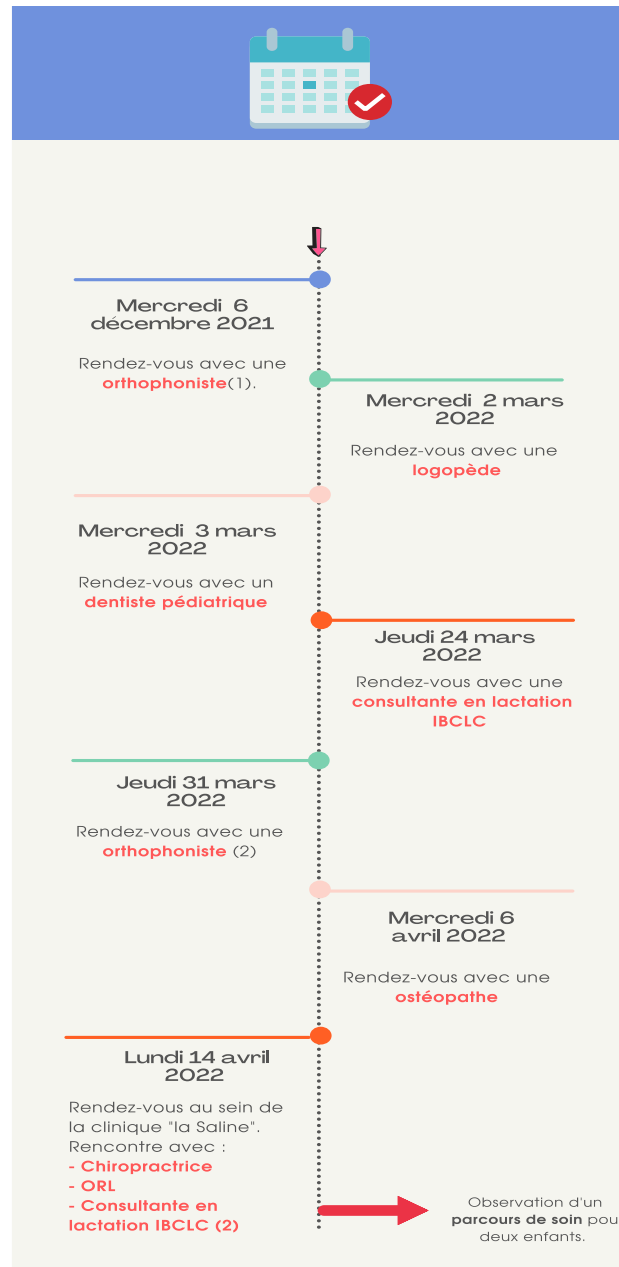 Mercredi 6
décembre 2021
Rendez-vous avec une
orthophoniste(1).
Mercredi 2 mars
2022
Rendez-vous avec une
logopède
Mercredi 3 mars
2022
Rendez-vous avec un
dentiste pédiatrique
Jeudi 24 mars
2022
Rendez-vous avec une
consultante en lactation
IBCLC
Jeudi 31 mars
2022
Rendez-vous avec une
orthophoniste (2)
Mercredi 6
avril 2022
Rendez-vous avec une
ostéopathe
Lundi 14 avril
2022
Rendez-vous au sein de
la clinique "la Saline".
Rencontre avec :
- Chiropractrice
- ORL
- Consultante en
lactation IBCLC (2)
Observation d'un
parcours de soin pou
deux enfants.